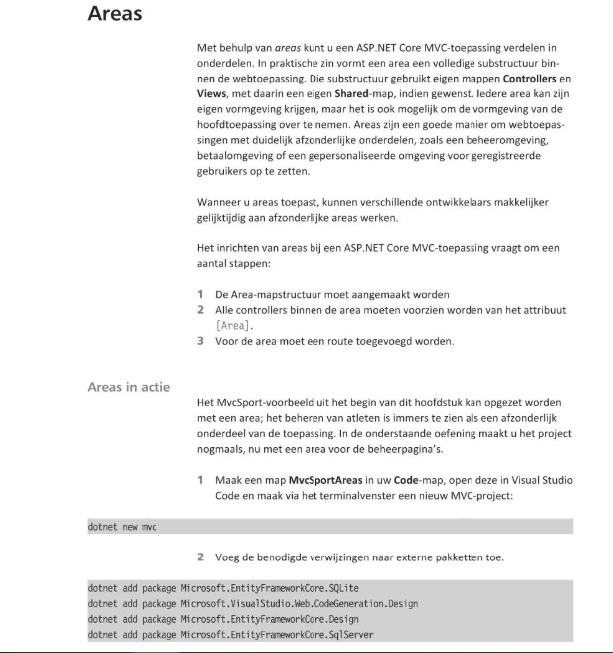 Areas
Met behulp van areas kunt u een ASP.NET Core MVC-toepassing verdelen in
onderdelen. In praktische zin vormt een area een volledige substructuur bin-
nen de webtoepassing. Die substructuur gebruikt eigen mappen Controllers en
Views, met daarin een eigen Shared-map, indien gewenst. Iedere area kan zijn
eigen vormgeving krijgen, maar het is ook mogelijk om de vormgeving van de
hoofdtoepassing over te nemen. Areas zijn een goede manier om webtoepas-
singen met duidelijk afzonderlijke onderdelen, zoals een beheeromgeving,
betaalomgeving of een gepersonaliseerde omgeving voor geregistreerde
gebruikers op te zetten.
Wanneer u areas toepast, kunnen verschillende ontwikkelaars makkelijker
gelijktijdig aan afzonderlijke areas werken.
Het inrichten van areas bij een ASP.NET Core MVC-toepassing vraagt om een
aantal stappen:
1 De Area-mapstructuur moet aangemaakt worden
2 Alle controllers binnen de area moeten voorzien worden van het attribuut
[Area].
3 Voor de area moet een route toegevoegd worden.
Areas in actie
Het MvcSport-voorbeeld uit het begin van dit hoofdstuk kan opgezet worden
met een area; het beheren van atleten is immers te zien als een afzonderlijk
onderdeel van de toepassing. In de onderstaande oefening maakt u het project
nogmaals, nu met een area voor de beheerpagina's.
1 Maak een map MvcSportAreas in uw Code-map, open deze in Visual Studio
Code en maak via het terminalvenster een nieuw MVC-project:
dotnet new mvc
2 Voeg de benodigde verwijzingen naar externe pakketten toe.
dotnet add package Microsoft.EntityFrameworkCore.SQLite
dotnet add package Microsoft.VisualStudio.Web.CodeGeneration.Design
dotnet add package Microsoft.EntityFrameworkCore.Design
dotnet add package Microsoft.EntityFrameworkCore.SqlServer